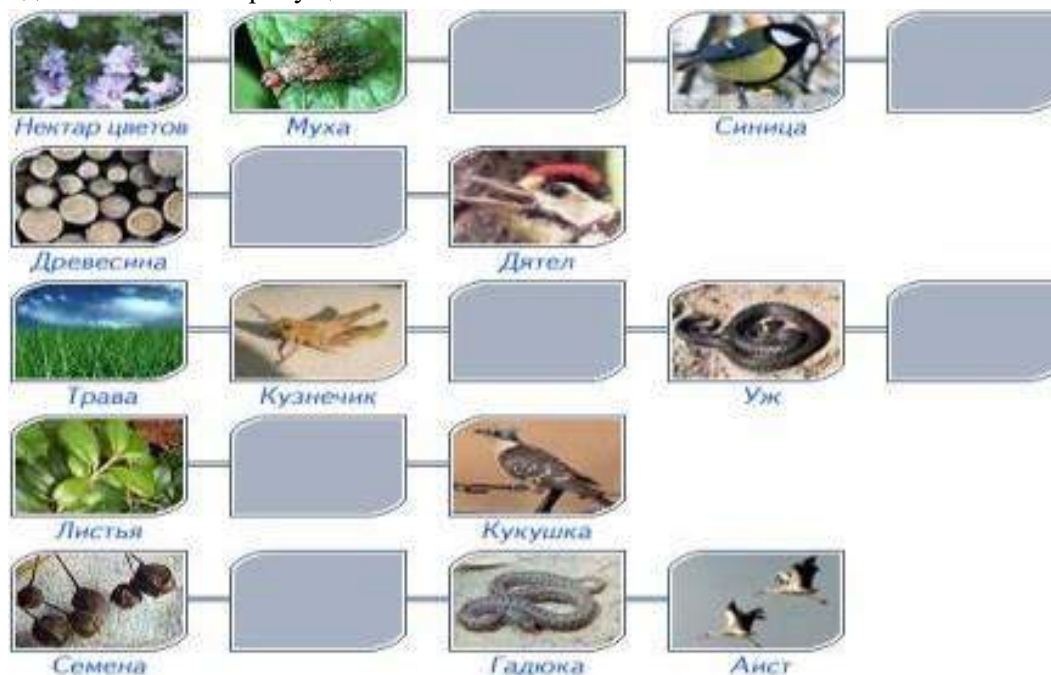 Нектар цветов Муха Синица
Древесина Дятел
Трава Кузнечик Уж
Листья Кукушка
Семена Гадюка Аист